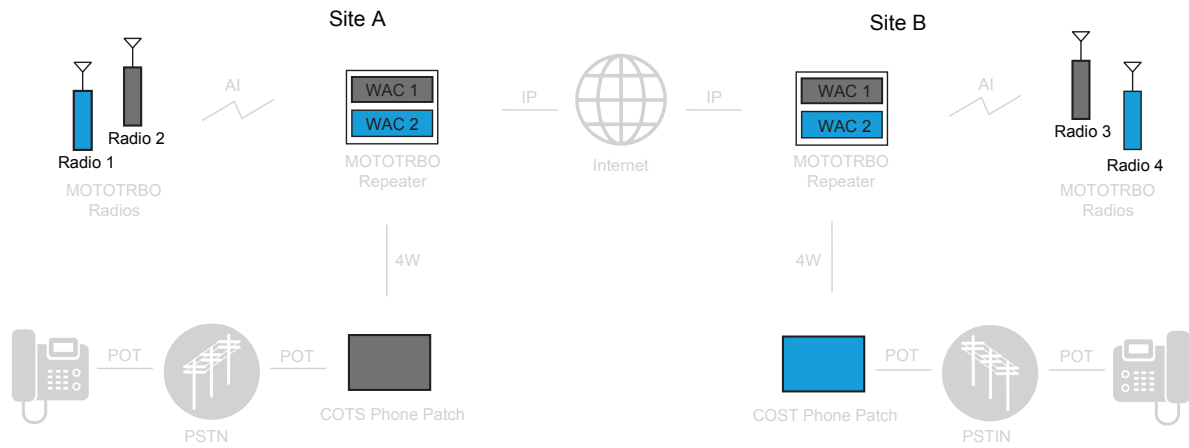 Site A
Site B
Radio 1
Radio 2
MOTOTRBO
Radios
AI
WAC 1
WAC 2
MOTOTRBO
Repeater
IP
Internet
IP
WAC 1
WAC 2
MOTOTRBO
Repeater
AI
Radio 3
Radio 4
MOTOTRBO
Radios
4W
4W
POT
PSTN
POT
COTS Phone Patch
COST Phone Patch
POT
PSTIN
POT